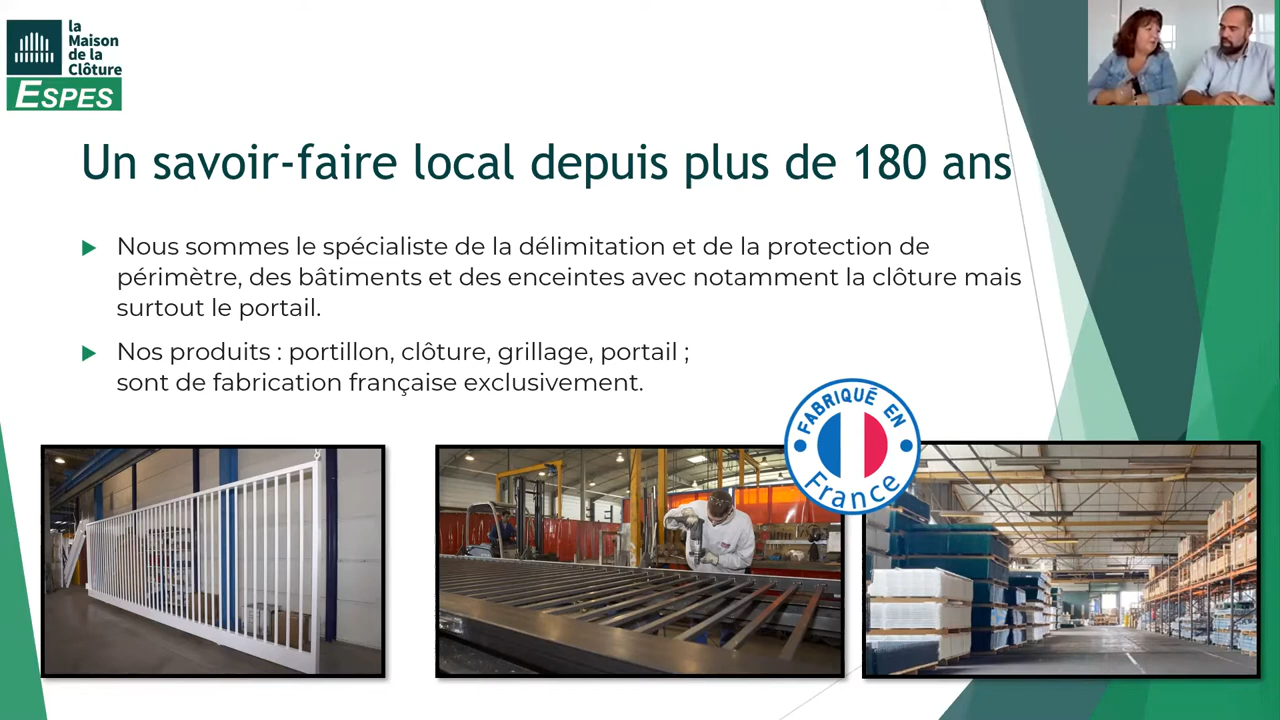 la
Maison
de la
Clôture
ESPES
Un savoir-faire local depuis plus de 180 ans
Nous sommes le spécialiste de la délimitation et de la protection de
périmètre, des bâtiments et des enceintes avec notamment la clôture mais
surtout le portail.
Nos produits : portillon, clôture, grillage, portail ;
sont de fabrication française exclusivement.
FABRIQUÉ EN
France